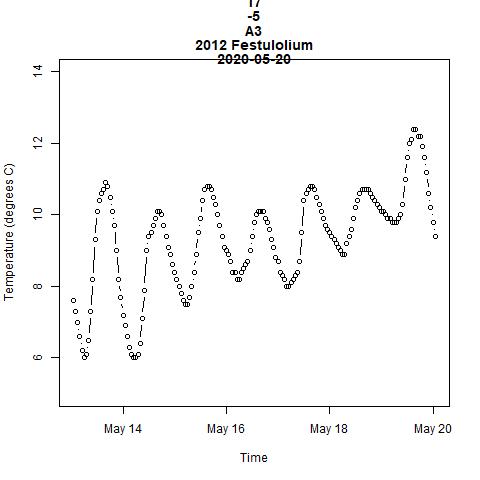 17
-5
A3
2012 Festulolium
2020-05-20
Temperature (degrees C)
14
12
10
8
6
May 14
May 16
May 18
May 20
Time